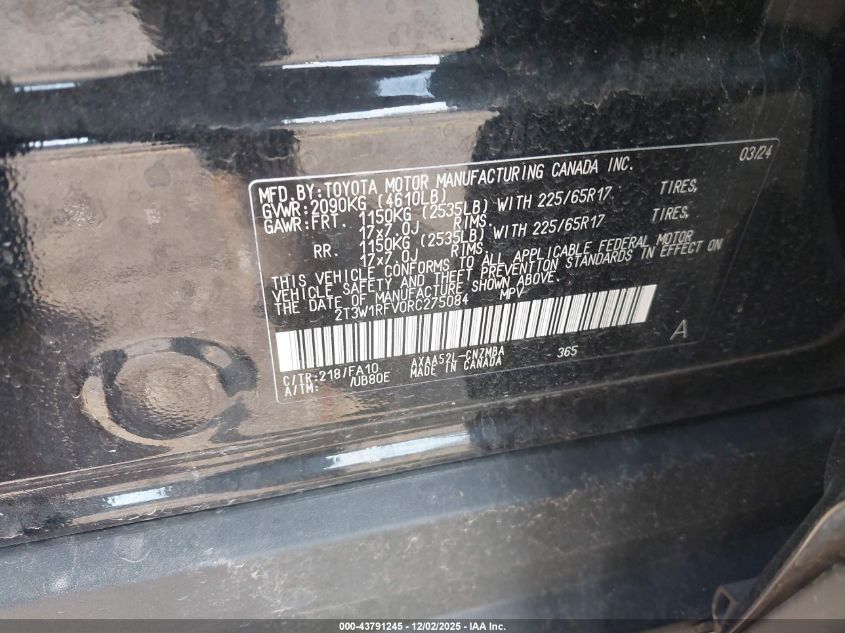 03/24
MFD.BY:TOYOTA MOTOR MANUFACTURING CANADA INC.
GVWR:2090KG (4610LB)
GAWR:FRT. 1150KG (2535LB) WITH 225/65R17 TIRES,
17x7.0J RIMS
RR. 1150KG (2535LB) WITH 225/65R17 TIRES,
17x7.0J RIMS.
THIS VEHICLE CONFORMS TO ALL APPLICABLE FEDERAL MOTOR
VEHICLE SAFETY AND THEFT PREVENTION STANDARDS IN EFFECT ON
THE DATE OF MANUFACTURE SHOWN ABOVE.
2T3W1RFV0RC275084 MPV
A
C/TR:218/FA10 AXAA52L-CNZMBA 365
A/TM: /UB80E MADE IN CANADA
000-43791245 - 12/02/2025 - IAA Inc.